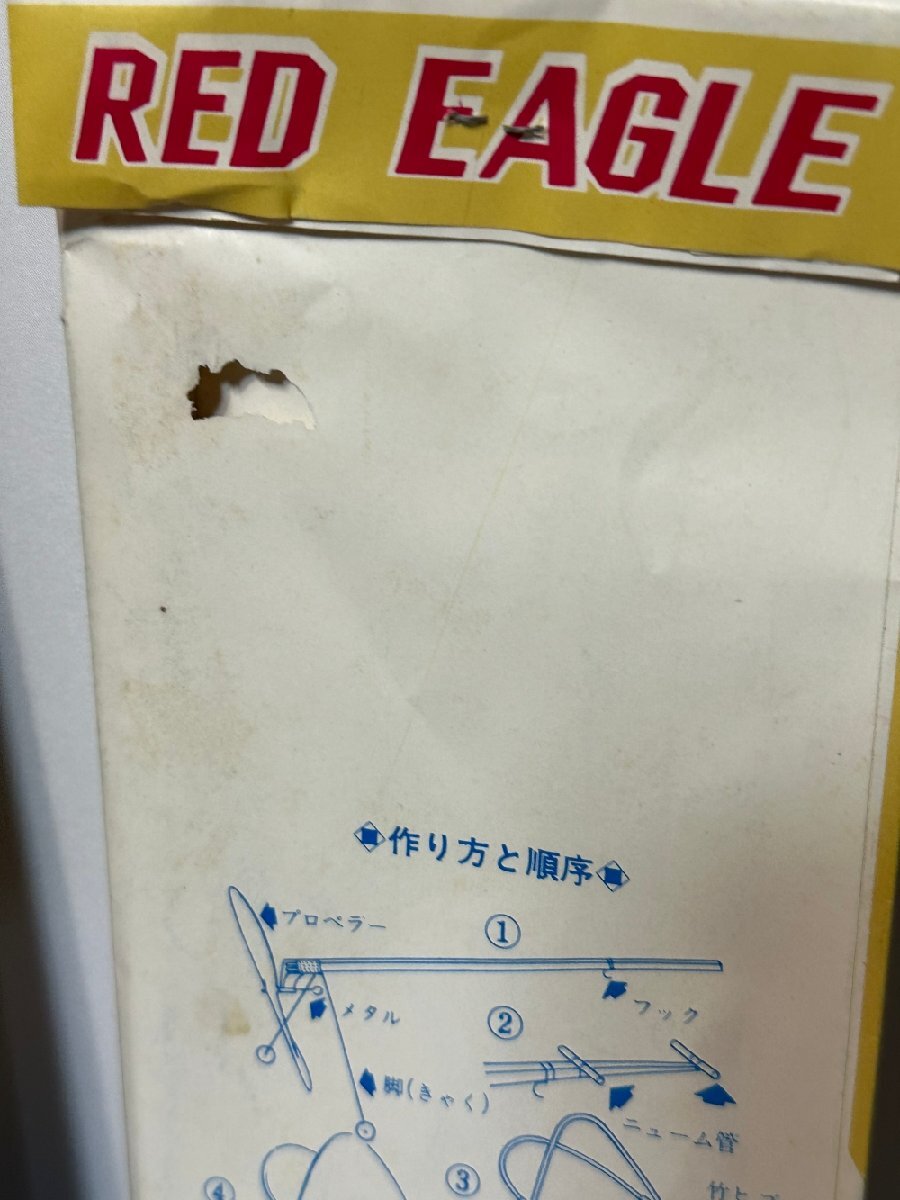 RED EAGLE
作り方と順序
プロペラー
①
フック
メタル
②
脚(きゃく)
ニューム管
④
③